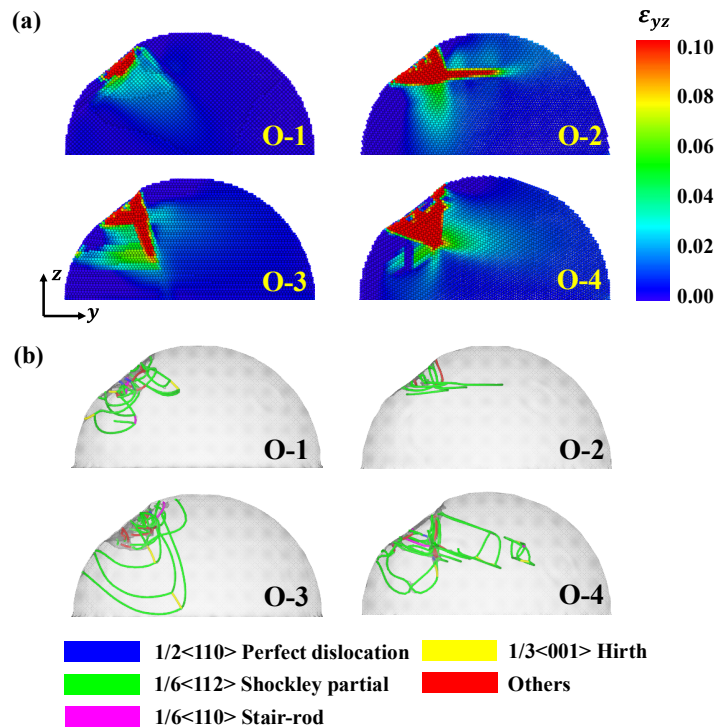 (a)
ε_yz
0.10
0.08
0.06
0.04
0.02
0.00
O-1
O-2
O-3
O-4
z
y
(b)
O-1
O-2
O-3
O-4
1/2<110> Perfect dislocation
1/3<001> Hirth
1/6<112> Shockley partial
Others
1/6<110> Stair-rod